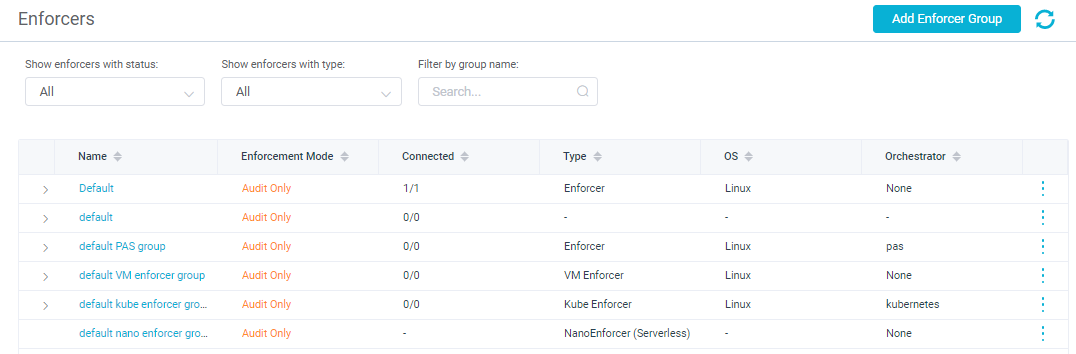 Enforcers
Add Enforcer Group
Show enforcers with status: Show enforcers with type: Filter by group name:
All All Search...
Name Enforcement Mode Connected Type OS Orchestrator
Default Audit Only 1/1 Enforcer Linux None
default Audit Only 0/0 - - -
default PAS group Audit Only 0/0 Enforcer Linux pas
default VM enforcer group Audit Only 0/0 VM Enforcer Linux None
default kube enforcer gro... Audit Only 0/0 Kube Enforcer Linux kubernetes
default nano enforcer gro... Audit Only - NanoEnforcer (Serverless) - None